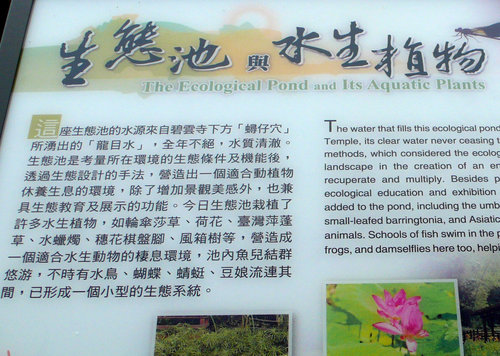 生態池與水生植物
The Ecological Pond and Its Aquatic Plants
這座生態池的水源來自碧雲寺下方「蟳仔穴」
所湧出的「龍目水」，全年不絕，水質清澈。
生態池是考量所在環境的生態條件及機能後，
透過生態設計的手法，營造出一個適合動植物
休養生息的環境，除了增加景觀美感外，也兼
具生態教育及展示的功能。今日生態池栽植了
許多水生植物，如輪傘莎草、荷花、臺灣萍蓬
草、水蠟燭、穗花棋盤腳、風箱樹等，營造成
一個適合水生動物的棲息環境，池內魚兒結群
悠游，不時有水鳥、蝴蝶、蜻蜓、豆娘流連其
間，已形成一個小型的生態系統。
The water that fills this ecological pond
Temple, its clear water never ceasing t
methods, which considered the ecolog
landscape in the creation of an en
recuperate and multiply. Besides p
ecological education and exhibition
added to the pond, including the umb
small-leafed barringtonia, and Asiatic
animals. Schools of fish swim in the p
frogs, and damselflies here too, helpi